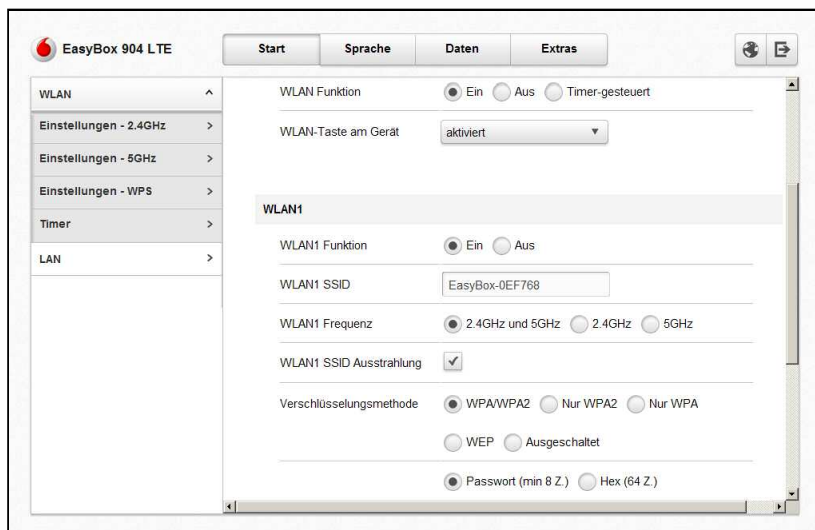 EasyBox 904 LTE
Start
Sprache
Daten
Extras
WLAN
Einstellungen - 2.4GHz
Einstellungen - 5GHz
Einstellungen - WPS
Timer
LAN
WLAN Funktion Ein Aus Timer-gesteuert
WLAN-Taste am Gerät aktiviert
WLAN1
WLAN1 Funktion Ein Aus
WLAN1 SSID EasyBox-0EF768
WLAN1 Frequenz 2.4GHz und 5GHz 2.4GHz 5GHz
WLAN1 SSID Ausstrahlung
Verschlüsselungsmethode WPA/WPA2 Nur WPA2 Nur WPA
WEP Ausgeschaltet
Passwort (min 8 Z.) Hex (64 Z.)